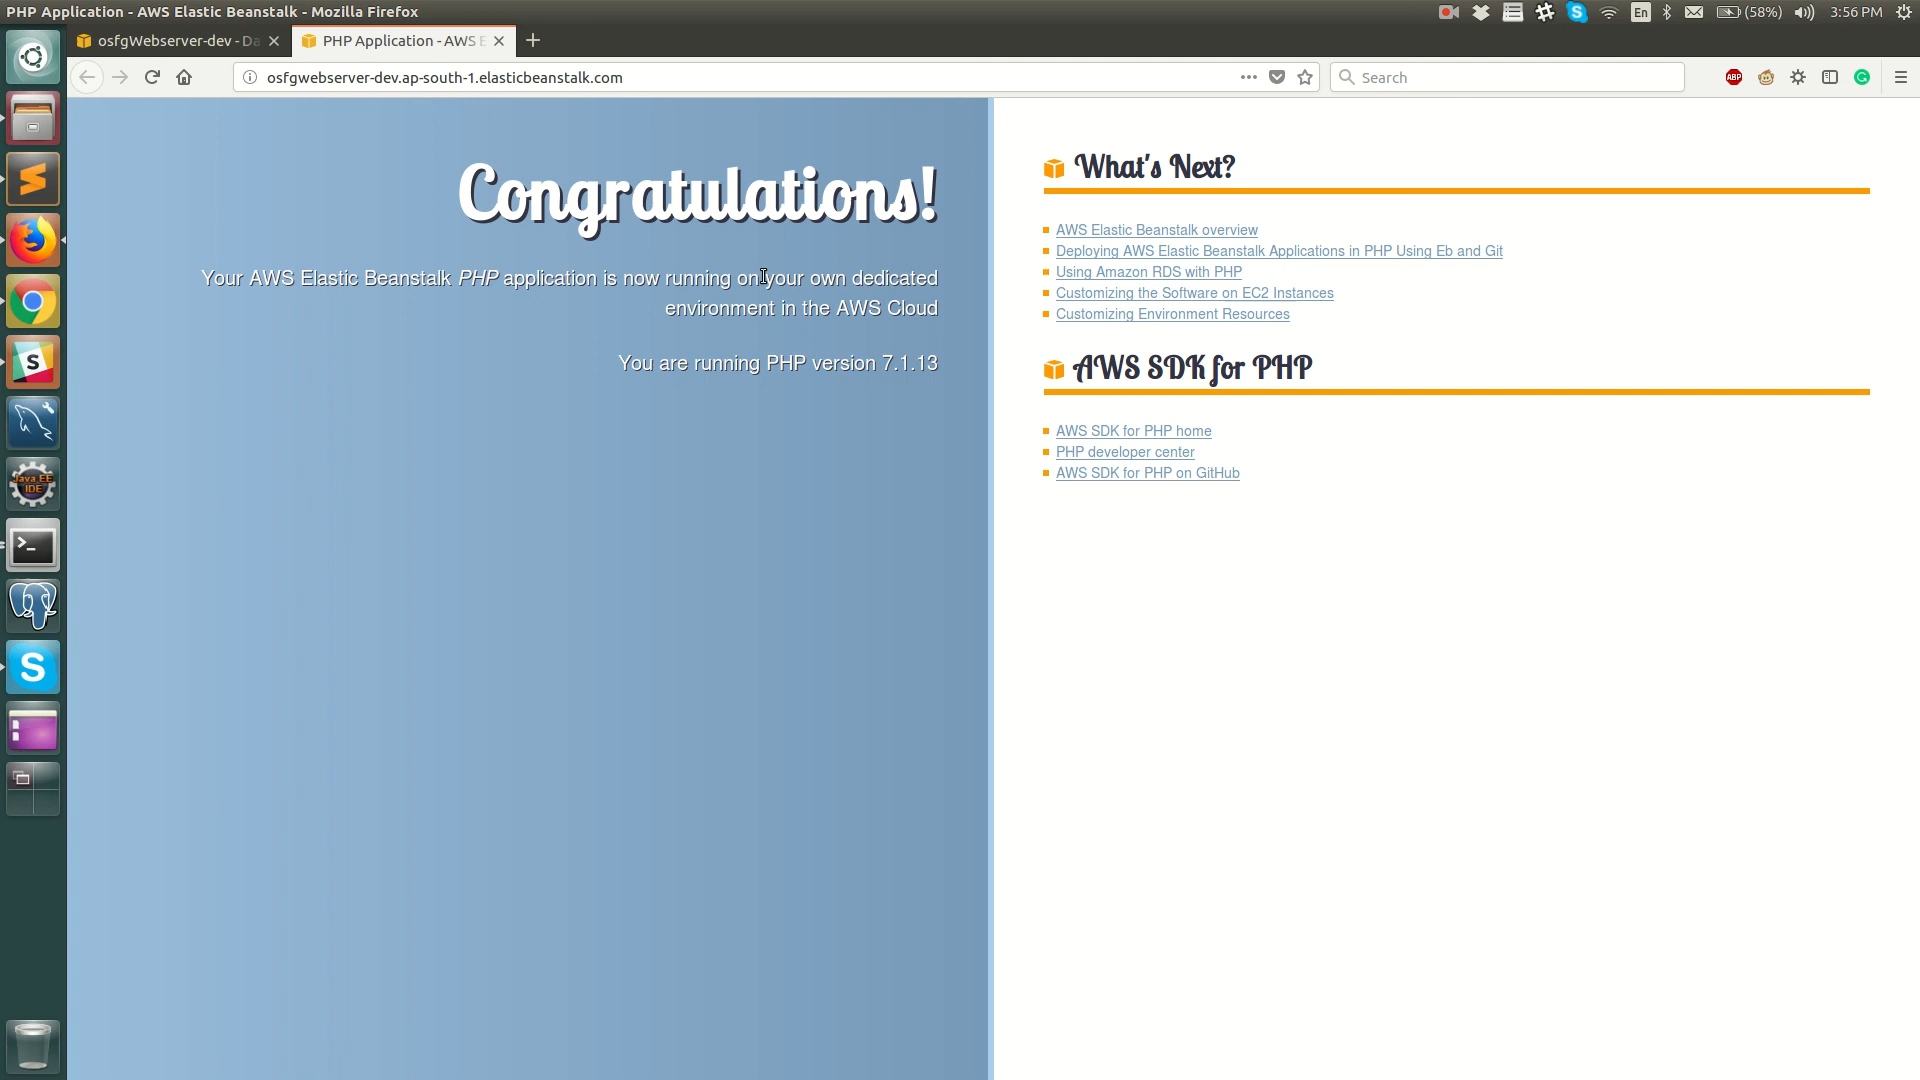 PHP Application - AWS Elastic Beanstalk - Mozilla Firefox
En
(58%)
3:56 PM
osfgWebserver-dev - Da
PHP Application - AWS E
osfgwebserver-dev.ap-south-1.elasticbeanstalk.com
Search
ABP
Congratulations!
Your AWS Elastic Beanstalk PHP application is now running on your own dedicated
environment in the AWS Cloud
You are running PHP version 7.1.13
What's Next?
AWS Elastic Beanstalk overview
Deploying AWS Elastic Beanstalk Applications in PHP Using Eb and Git
Using Amazon RDS with PHP
Customizing the Software on EC2 Instances
Customizing Environment Resources
AWS SDK for PHP
AWS SDK for PHP home
PHP developer center
AWS SDK for PHP on GitHub
Java EE
IDE